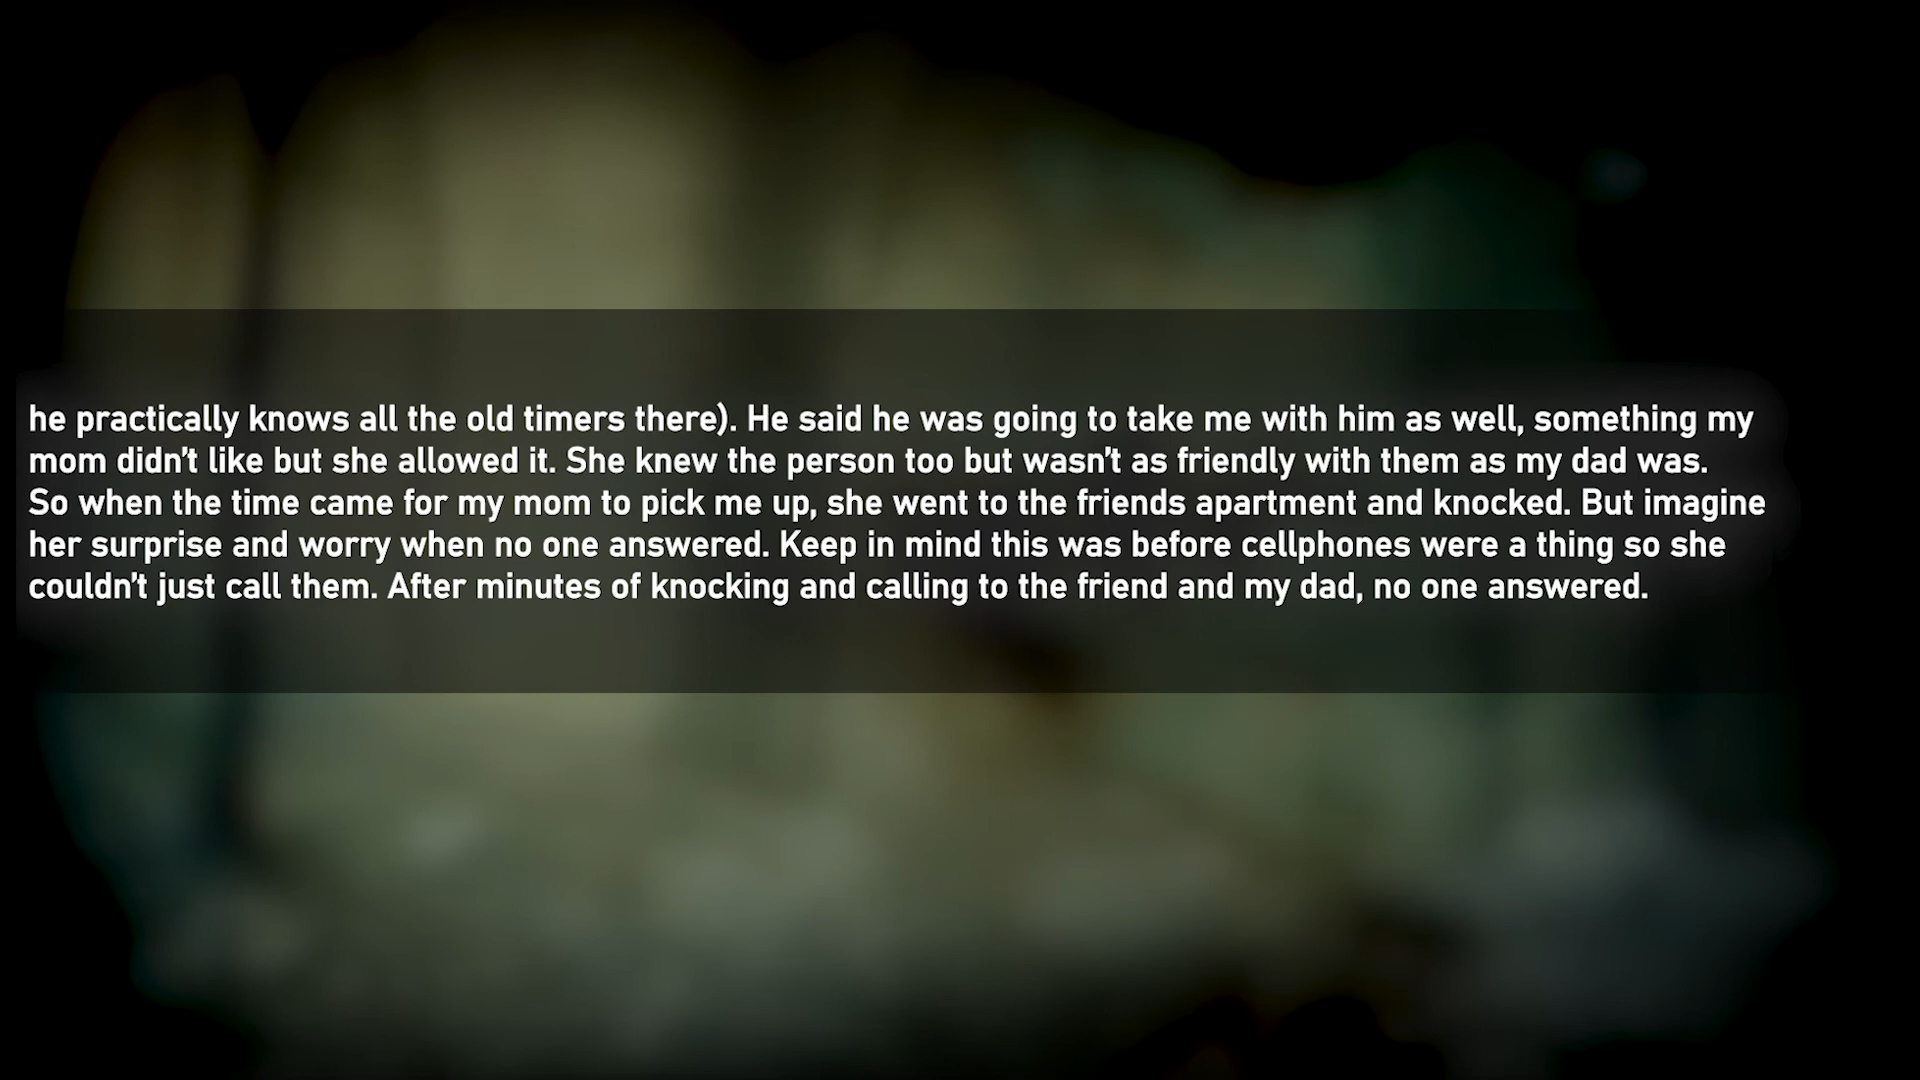 he practically knows all the old timers there). He said he was going to take me with him as well, something my
mom didn't like but she allowed it. She knew the person too but wasn't as friendly with them as my dad was.
So when the time came for my mom to pick me up, she went to the friends apartment and knocked. But imagine
her surprise and worry when no one answered. Keep in mind this was before cellphones were a thing so she
couldn't just call them. After minutes of knocking and calling to the friend and my dad, no one answered.